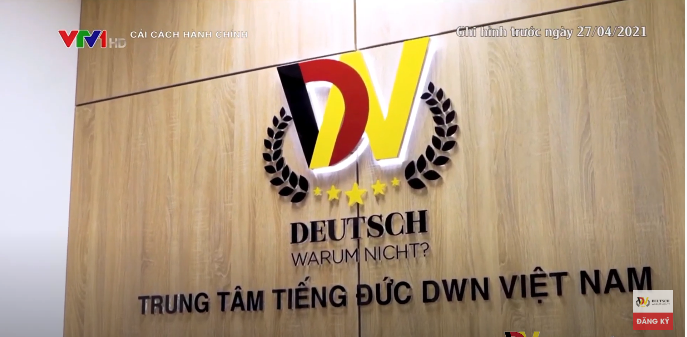 VTV1 HD
CẢI CÁCH HÀNH CHÍNH
Ghi hình trước ngày 27/04/2021
DW
DEUTSCH
WARUM NICHT?
TRUNG TÂM TIẾNG ĐỨC DWN VIỆT NAM
DEUTSCH
ĐĂNG KÝ